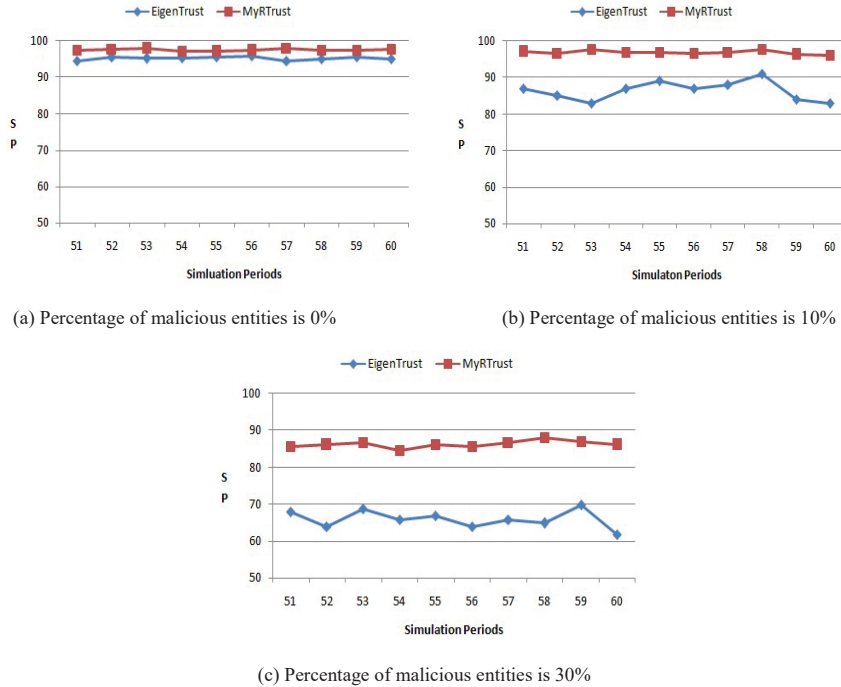 EigenTrust MyRTrust
100
90
80
70
60
50
S
P
51 52 53 54 55 56 57 58 59 60
Simluation Periods
(a) Percentage of malicious entities is 0%
EigenTrust MyRTrust
100
90
80
70
60
50
S
P
51 52 53 54 55 56 57 58 59 60
Simulaton Periods
(b) Percentage of malicious entities is 10%
EigenTrust MyRTrust
100
90
80
70
60
50
S
P
51 52 53 54 55 56 57 58 59 60
Simulation Periods
(c) Percentage of malicious entities is 30%